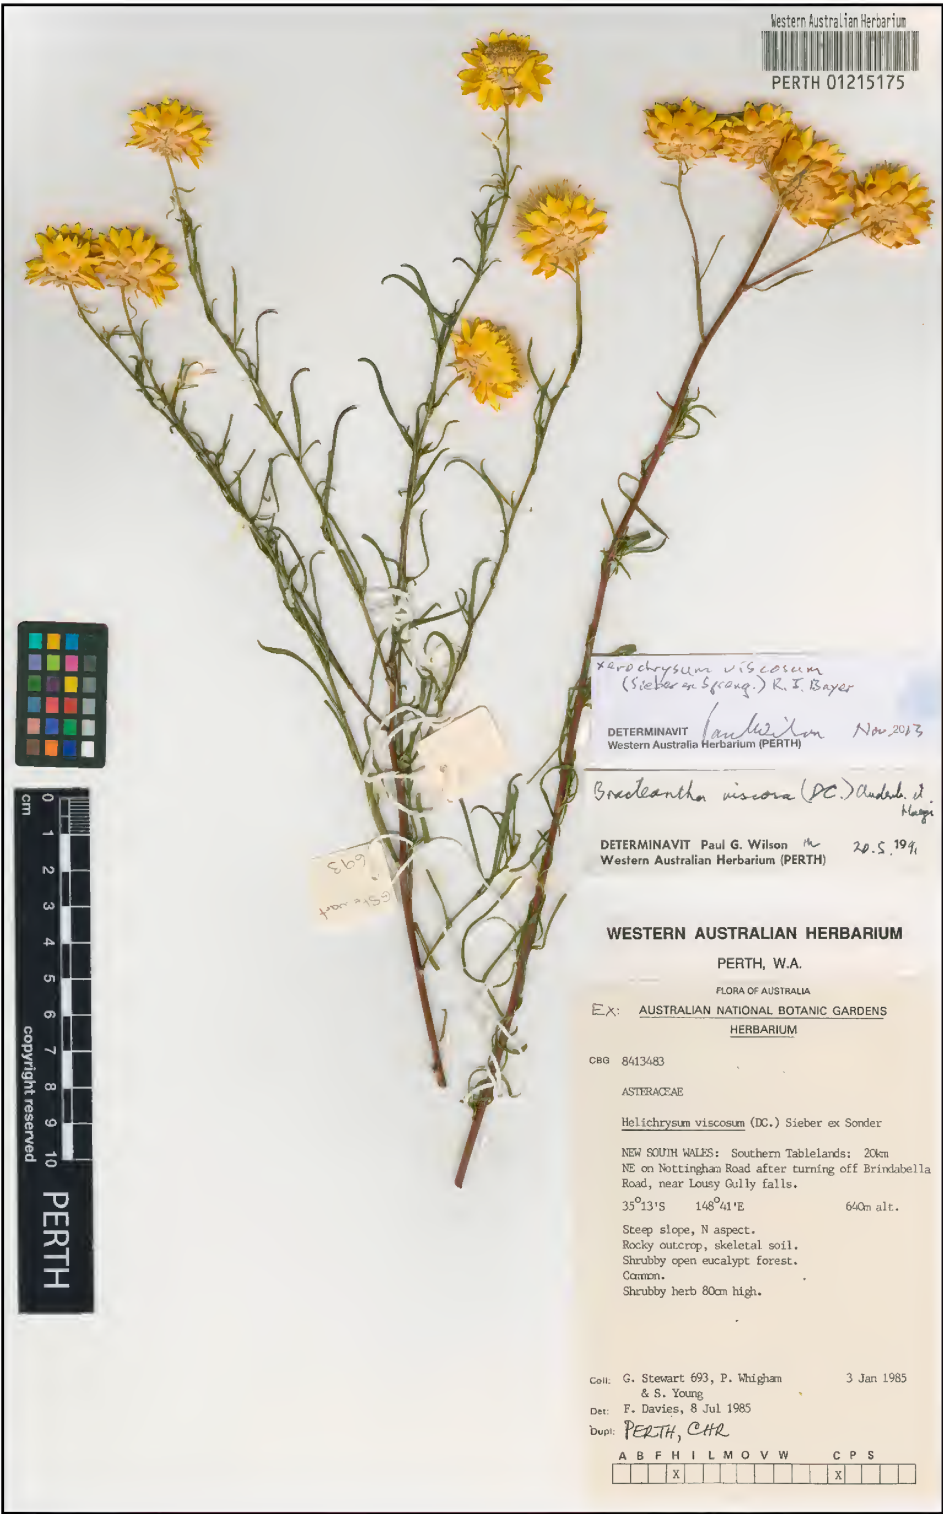 Western Australian Herbarium
PERTH 01215175
xerochrysum viscosum
(Sieber ex Spreng.) R. J. Bayer
DETERMINAVIT Nov. 2013
Western Australia Herbarium (PERTH)
Bracteantha viscosa (DC.) Anderb. &
Haegi
DETERMINAVIT Paul G. Wilson 20.5.1991
Western Australian Herbarium (PERTH)
WESTERN AUSTRALIAN HERBARIUM
PERTH, W.A.
FLORA OF AUSTRALIA
Ex: AUSTRALIAN NATIONAL BOTANIC GARDENS
HERBARIUM
CBG 8413483
ASTERACEAE
Helichrysum viscosum (DC.) Sieber ex Sonder
NEW SOUTH WALES: Southern Tablelands: 20km
NE on Nottingham Road after turning off Brindabella
Road, near Lousy Gully falls.
35°13'S 148°41'E 640m alt.
Steep slope, N aspect.
Rocky outcrop, skeletal soil.
Shrubby open eucalypt forest.
Common.
Shrubby herb 80cm high.
Coll: G. Stewart 693, P. Whigham 3 Jan 1985
& S. Young
Det: F. Davies, 8 Jul 1985
Dupl: PERTH, CHR
A B F H I L M O V W C P S
X X
693
G Stewart
cm 0 1 2 3 4 5 6 7 8 9 10
copyright reserved
PERTH